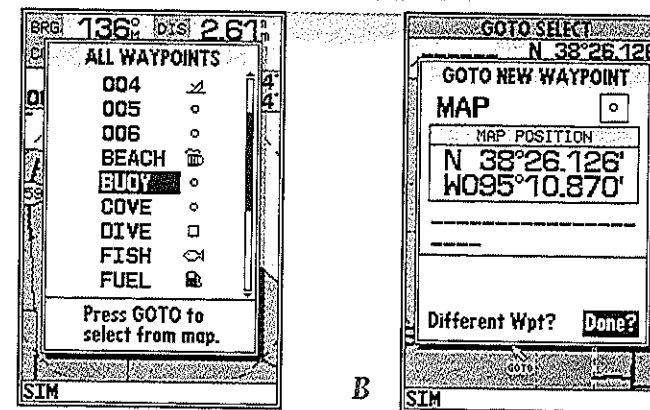 BRG 136°M DIS 2.61nm
ALL WAYPOINTS
004
005
006
BEACH
BUOY
COVE
DIVE
FISH
FUEL
Press GOTO to
select from map.
SIM
B
GOTO SELECT
N 38°26.126
GOTO NEW WAYPOINT
MAP
MAP POSITION
N 38°26.126'
W095°10.870'
Different Wpt? Done?
GOTO
SIM